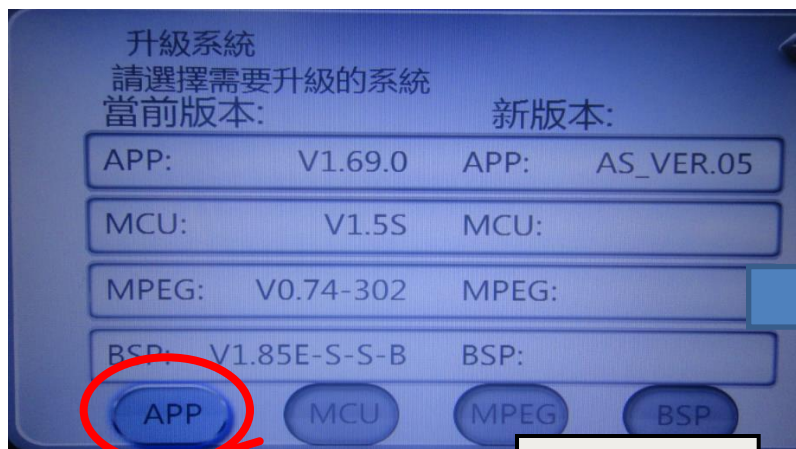 升級系統
請選擇需要升級的系統
當前版本: 新版本:
APP: V1.69.0 APP: AS_VER.05
MCU: V1.5S MCU:
MPEG: V0.74-302 MPEG:
BSP: V1.85E-S-S-B BSP:
APP MCU MPEG BSP